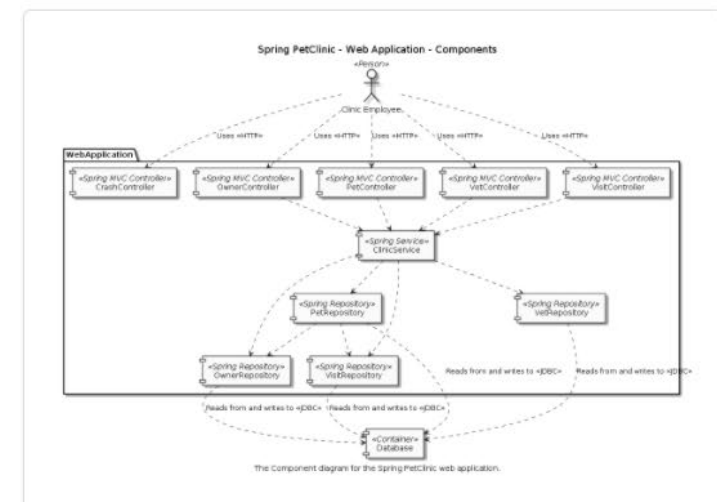 Spring PetClinic - Web Application - Components
«Person»
Clinic Employee
Uses «HTTP»
Uses «HTTP»
Uses «HTTP»
Uses «HTTP»
Uses «HTTP»
WebApplication
«Spring MVC Controller»
CrashController
«Spring MVC Controller»
OwnerController
«Spring MVC Controller»
PetController
«Spring MVC Controller»
VetController
«Spring MVC Controller»
VisitController
«Spring Service»
ClinicService
«Spring Repository»
PetRepository
«Spring Repository»
VetRepository
«Spring Repository»
OwnerRepository
«Spring Repository»
VisitRepository
Reads from and writes to «JDBC»
Reads from and writes to «JDBC»
Reads from and writes to «JDBC»
Reads from and writes to «JDBC»
«Container»
Database
The Component diagram for the Spring PetClinic web application.